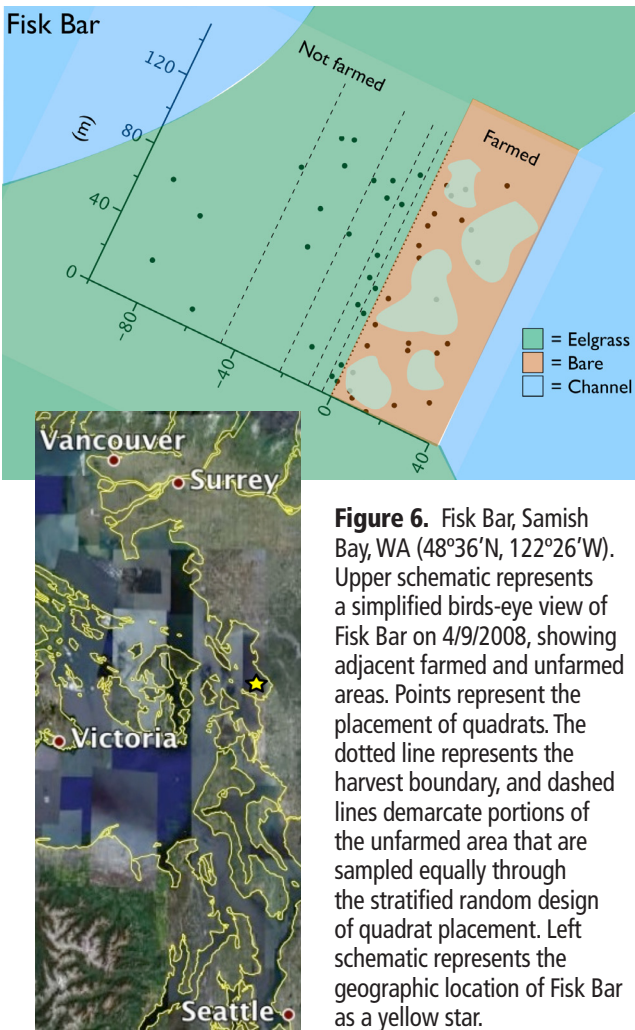 Fisk Bar
120
80
40
0
(m)
Not farmed
Farmed
-80
-40
0
40
= Eelgrass
= Bare
= Channel
Vancouver
Surrey
Victoria
Seattle
Figure 6. Fisk Bar, Samish
Bay, WA (48º36′N, 122º26′W).
Upper schematic represents
a simplified birds-eye view of
Fisk Bar on 4/9/2008, showing
adjacent farmed and unfarmed
areas. Points represent the
placement of quadrats. The
dotted line represents the
harvest boundary, and dashed
lines demarcate portions of
the unfarmed area that are
sampled equally through
the stratified random design
of quadrat placement. Left
schematic represents the
geographic location of Fisk Bar
as a yellow star.